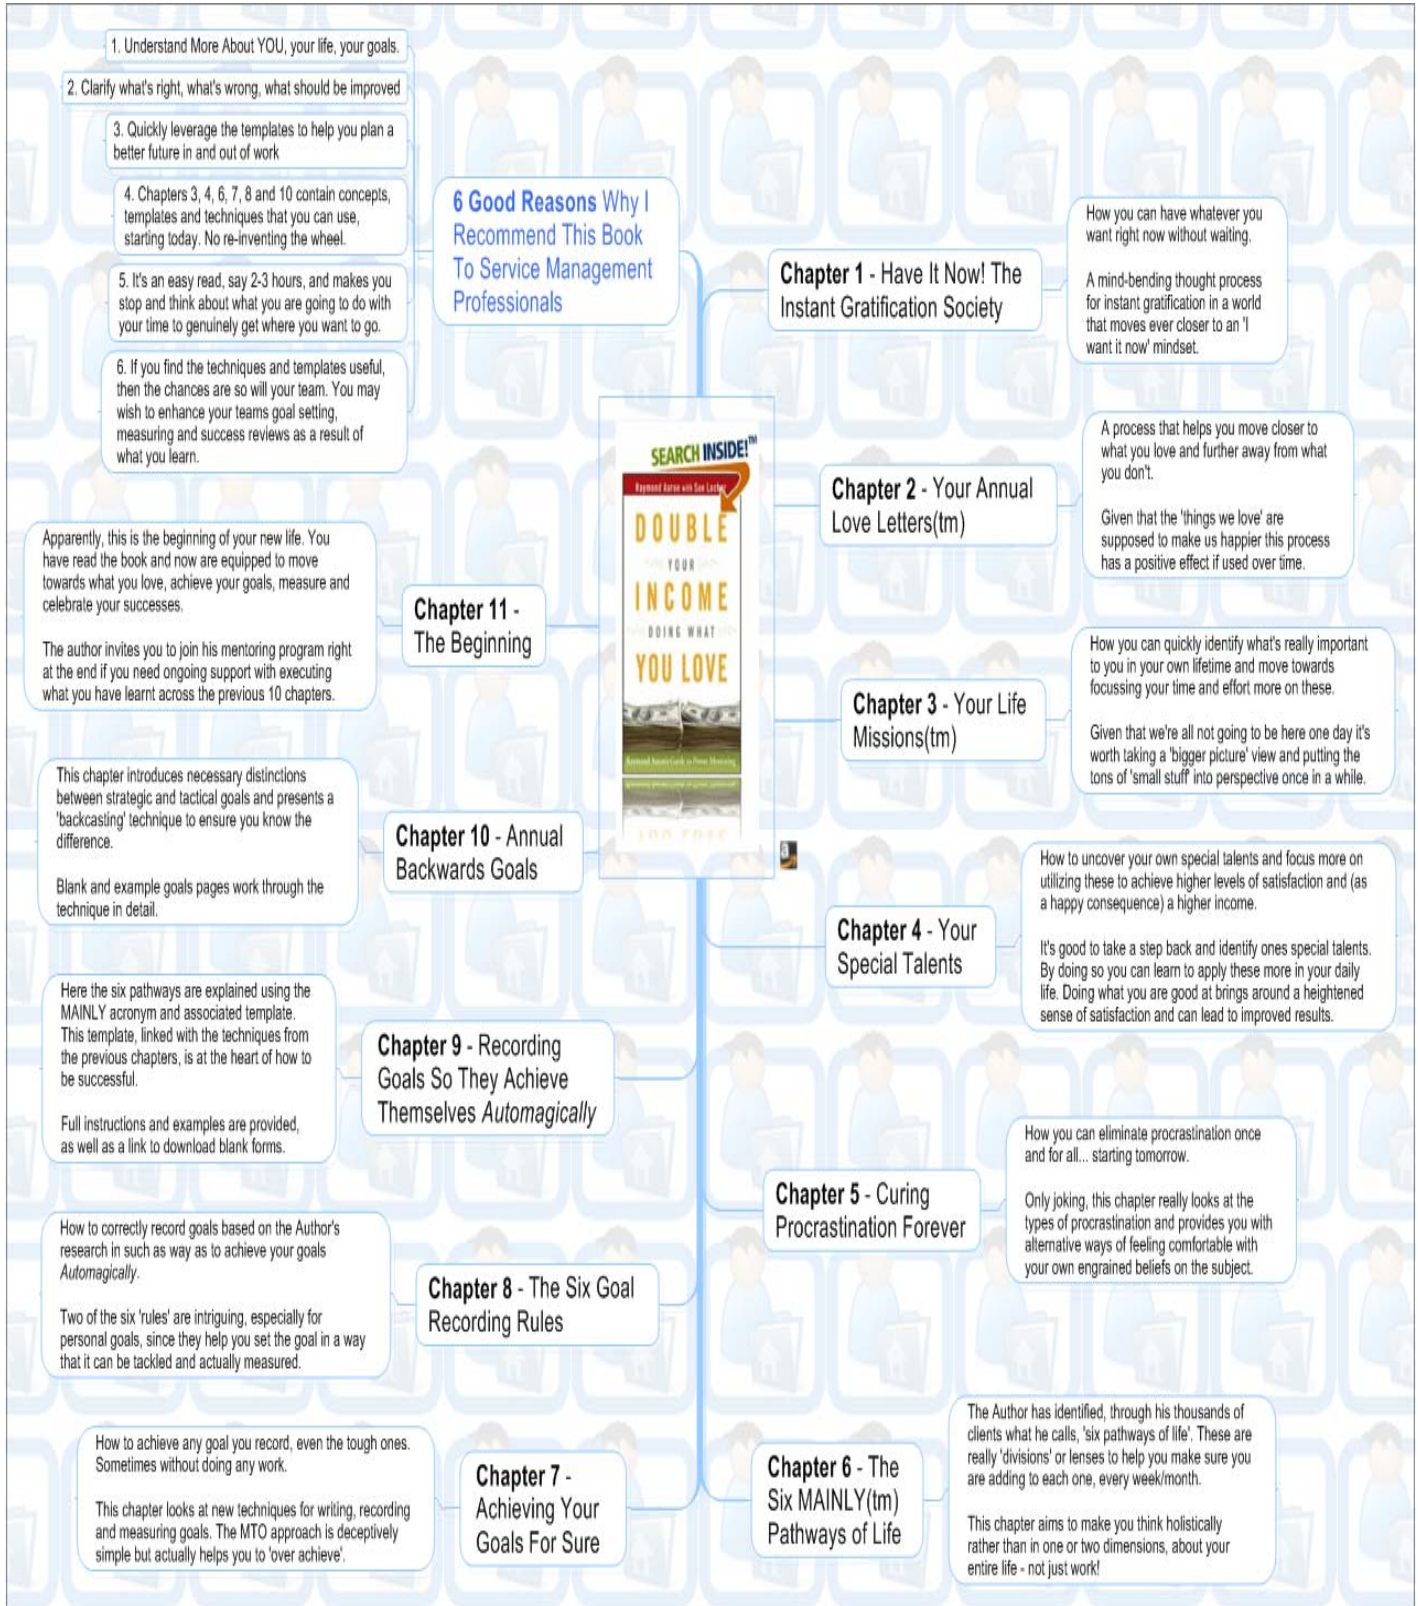 1. Understand More About YOU, your life, your goals.
2. Clarify what's right, what's wrong, what should be improved
3. Quickly leverage the templates to help you plan a
better future in and out of work
4. Chapters 3, 4, 6, 7, 8 and 10 contain concepts,
templates and techniques that you can use,
starting today. No re-inventing the wheel.
5. It's an easy read, say 2-3 hours, and makes you
stop and think about what you are going to do with
your time to genuinely get where you want to go.
6. If you find the techniques and templates useful,
then the chances are so will your team. You may
wish to enhance your teams goal setting,
measuring and success reviews as a result of
what you learn.
6 Good Reasons Why I
Recommend This Book
To Service Management
Professionals
Chapter 1 - Have It Now! The
Instant Gratification Society
How you can have whatever you
want right now without waiting.
A mind-bending thought process
for instant gratification in a world
that moves ever closer to an 'I
want it now' mindset.
SEARCH INSIDE!™
Raymond Aaron with Sue Lacher
DOUBLE
YOUR
INCOME
DOING WHAT
YOU LOVE
Raymond Aaron's Guide to Power Mentoring
Chapter 2 - Your Annual
Love Letters(tm)
A process that helps you move closer to
what you love and further away from what
you don't.
Given that the 'things we love' are
supposed to make us happier this process
has a positive effect if used over time.
Chapter 3 - Your Life
Missions(tm)
How you can quickly identify what's really important
to you in your own lifetime and move towards
focussing your time and effort more on these.
Given that we're all not going to be here one day it's
worth taking a 'bigger picture' view and putting the
tons of 'small stuff' into perspective once in a while.
Chapter 4 - Your
Special Talents
How to uncover your own special talents and focus more on
utilizing these to achieve higher levels of satisfaction and (as
a happy consequence) a higher income.
It's good to take a step back and identify ones special talents.
By doing so you can learn to apply these more in your daily
life. Doing what you are good at brings around a heightened
sense of satisfaction and can lead to improved results.
Chapter 5 - Curing
Procrastination Forever
How you can eliminate procrastination once
and for all... starting tomorrow.
Only joking, this chapter really looks at the
types of procrastination and provides you with
alternative ways of feeling comfortable with
your own engrained beliefs on the subject.
Chapter 6 - The
Six MAINLY(tm)
Pathways of Life
The Author has identified, through his thousands of
clients what he calls, 'six pathways of life'. These are
really 'divisions' or lenses to help you make sure you
are adding to each one, every week/month.
This chapter aims to make you think holistically
rather than in one or two dimensions, about your
entire life - not just work!
Chapter 7 -
Achieving Your
Goals For Sure
How to achieve any goal you record, even the tough ones.
Sometimes without doing any work.
This chapter looks at new techniques for writing, recording
and measuring goals. The MTO approach is deceptively
simple but actually helps you to 'over achieve'.
Chapter 8 - The Six Goal
Recording Rules
How to correctly record goals based on the Author's
research in such as way as to achieve your goals
Automagically.
Two of the six 'rules' are intriguing, especially for
personal goals, since they help you set the goal in a way
that it can be tackled and actually measured.
Chapter 9 - Recording
Goals So They Achieve
Themselves Automagically
Here the six pathways are explained using the
MAINLY acronym and associated template.
This template, linked with the techniques from
the previous chapters, is at the heart of how to
be successful.
Full instructions and examples are provided,
as well as a link to download blank forms.
Chapter 10 - Annual
Backwards Goals
This chapter introduces necessary distinctions
between strategic and tactical goals and presents a
'backcasting' technique to ensure you know the
difference.
Blank and example goals pages work through the
technique in detail.
Chapter 11 -
The Beginning
Apparently, this is the beginning of your new life. You
have read the book and now are equipped to move
towards what you love, achieve your goals, measure and
celebrate your successes.
The author invites you to join his mentoring program right
at the end if you need ongoing support with executing
what you have learnt across the previous 10 chapters.